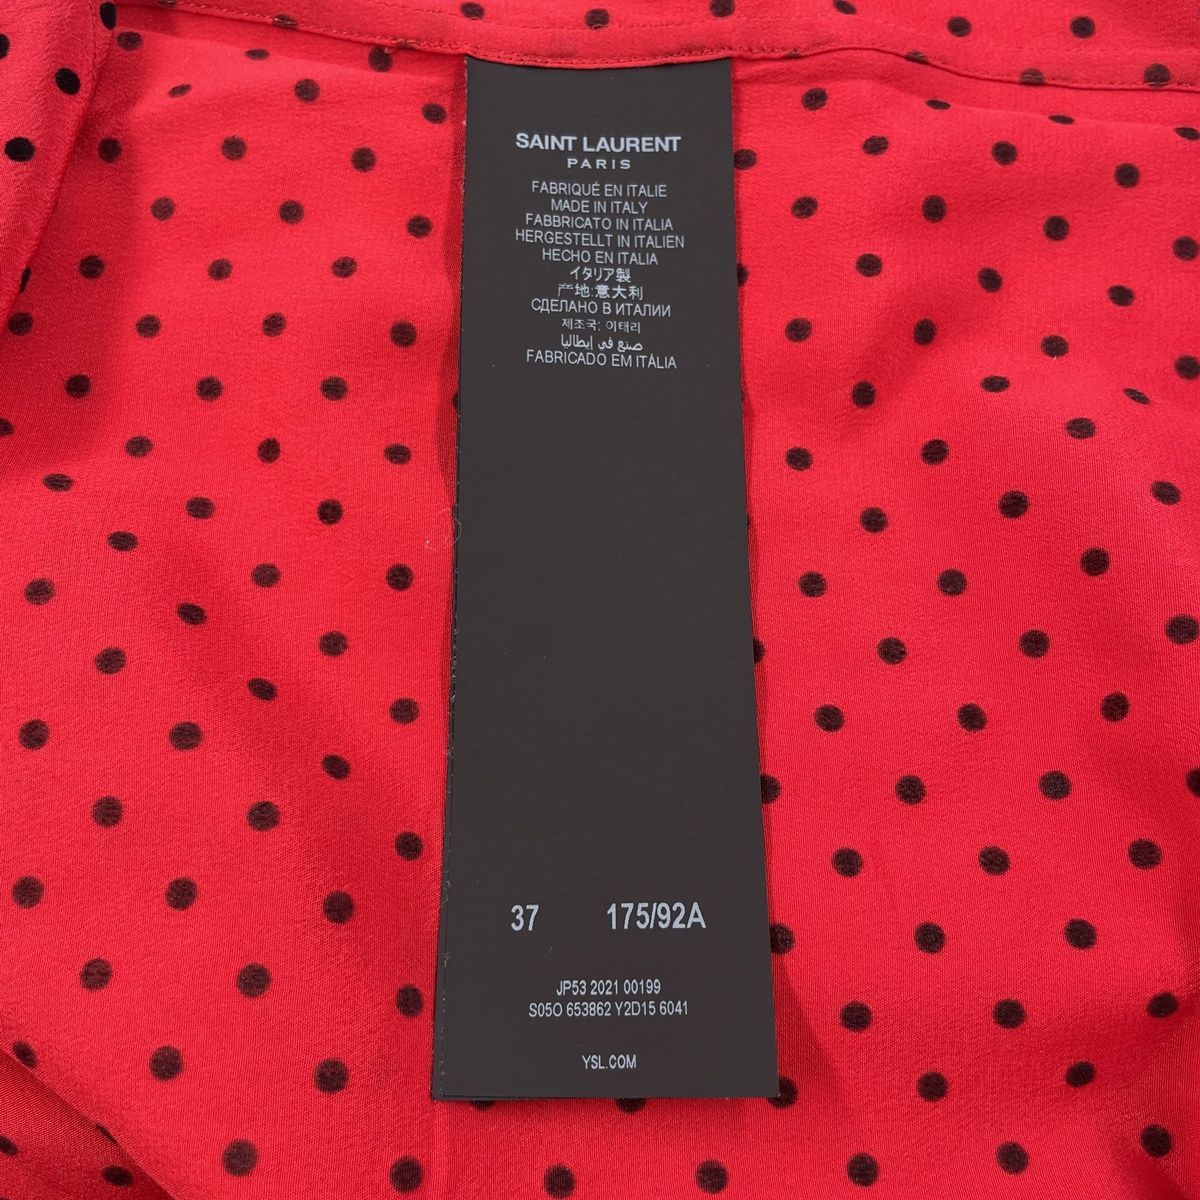 SAINT LAURENT
PARIS
FABRIQUÉ EN ITALIE
MADE IN ITALY
FABBRICATO IN ITALIA
HERGESTELLT IN ITALIEN
HECHO EN ITALIA
イタリア製
产地:意大利
СДЕЛАНО В ИТАЛИИ
제조국: 이태리
صنع في إيطاليا
FABRICADO EM ITÁLIA
37 175/92A
JP53 2021 00199
S05O 653862 Y2D15 6041
YSL.COM